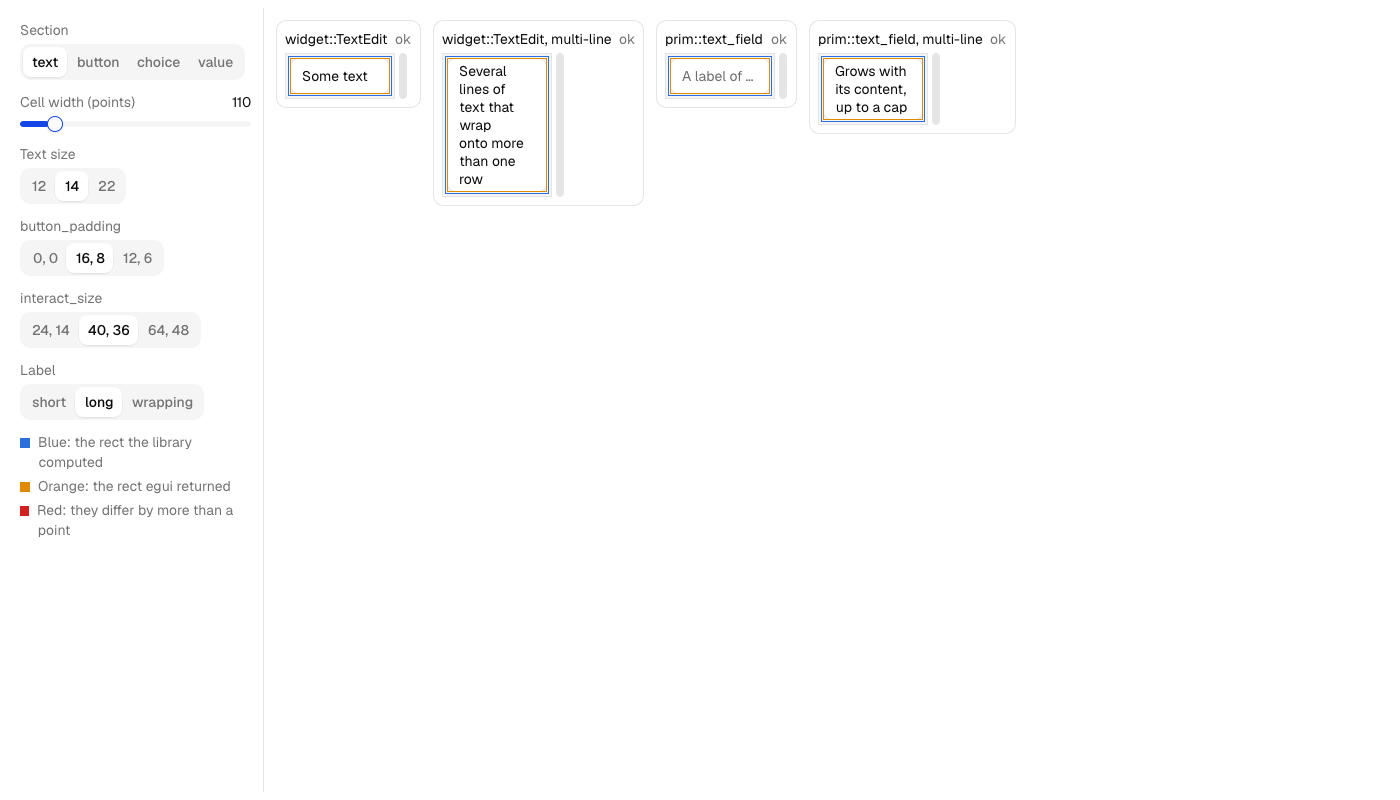 Section
text button choice value
Cell width (points) 110
Text size
12 14 22
button_padding
0, 0 16, 8 12, 6
interact_size
24, 14 40, 36 64, 48
Label
short long wrapping
Blue: the rect the library
computed
Orange: the rect egui returned
Red: they differ by more than a
point
widget::TextEdit ok
Some text
widget::TextEdit, multi-line ok
Several
lines of
text that
wrap
onto more
than one
row
prim::text_field ok
A label of …
prim::text_field, multi-line ok
Grows with
its content,
up to a cap